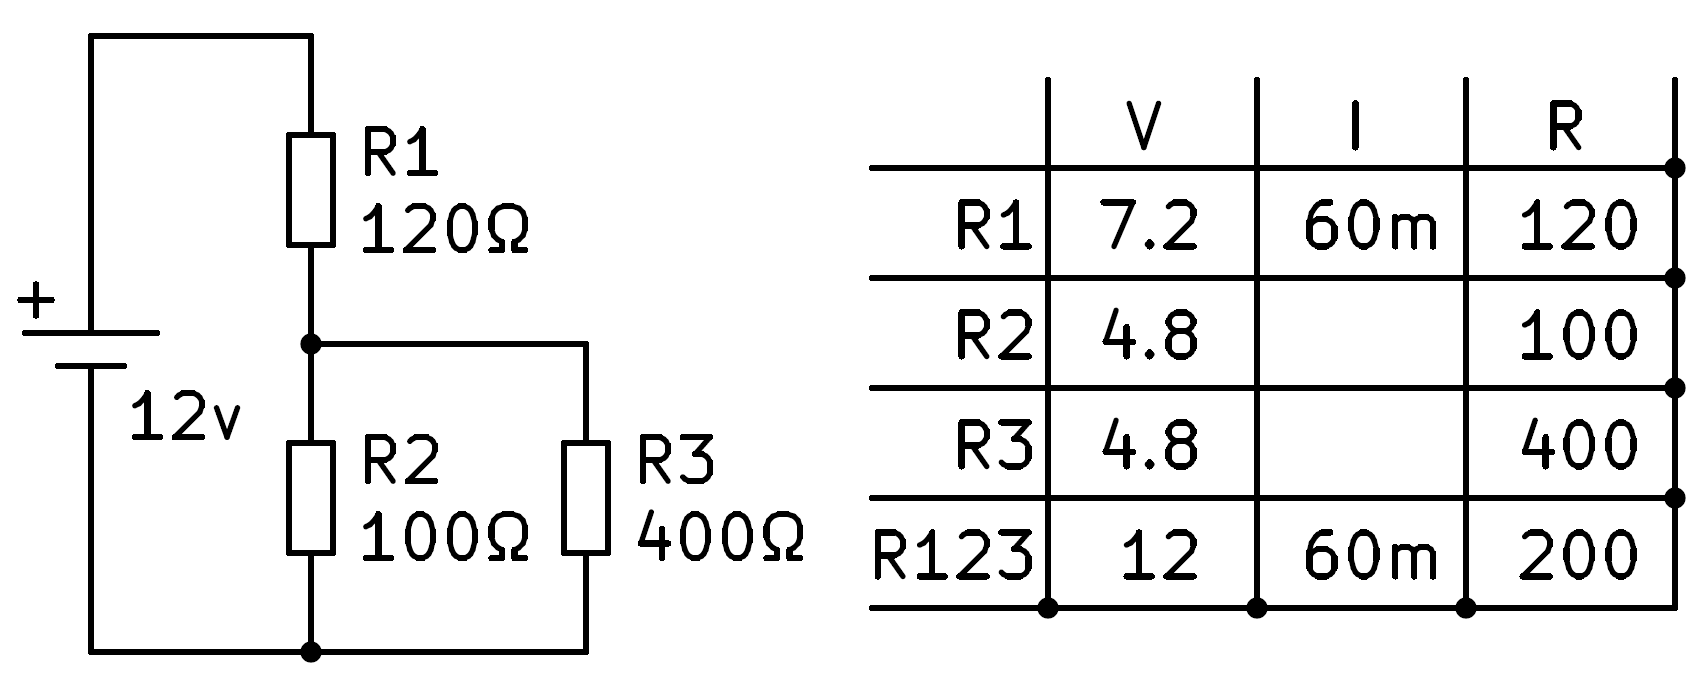 R1
120Ω
+
12v
R2
100Ω
R3
400Ω
V I R
R1 7.2 60m 120
R2 4.8 100
R3 4.8 400
R123 12 60m 200